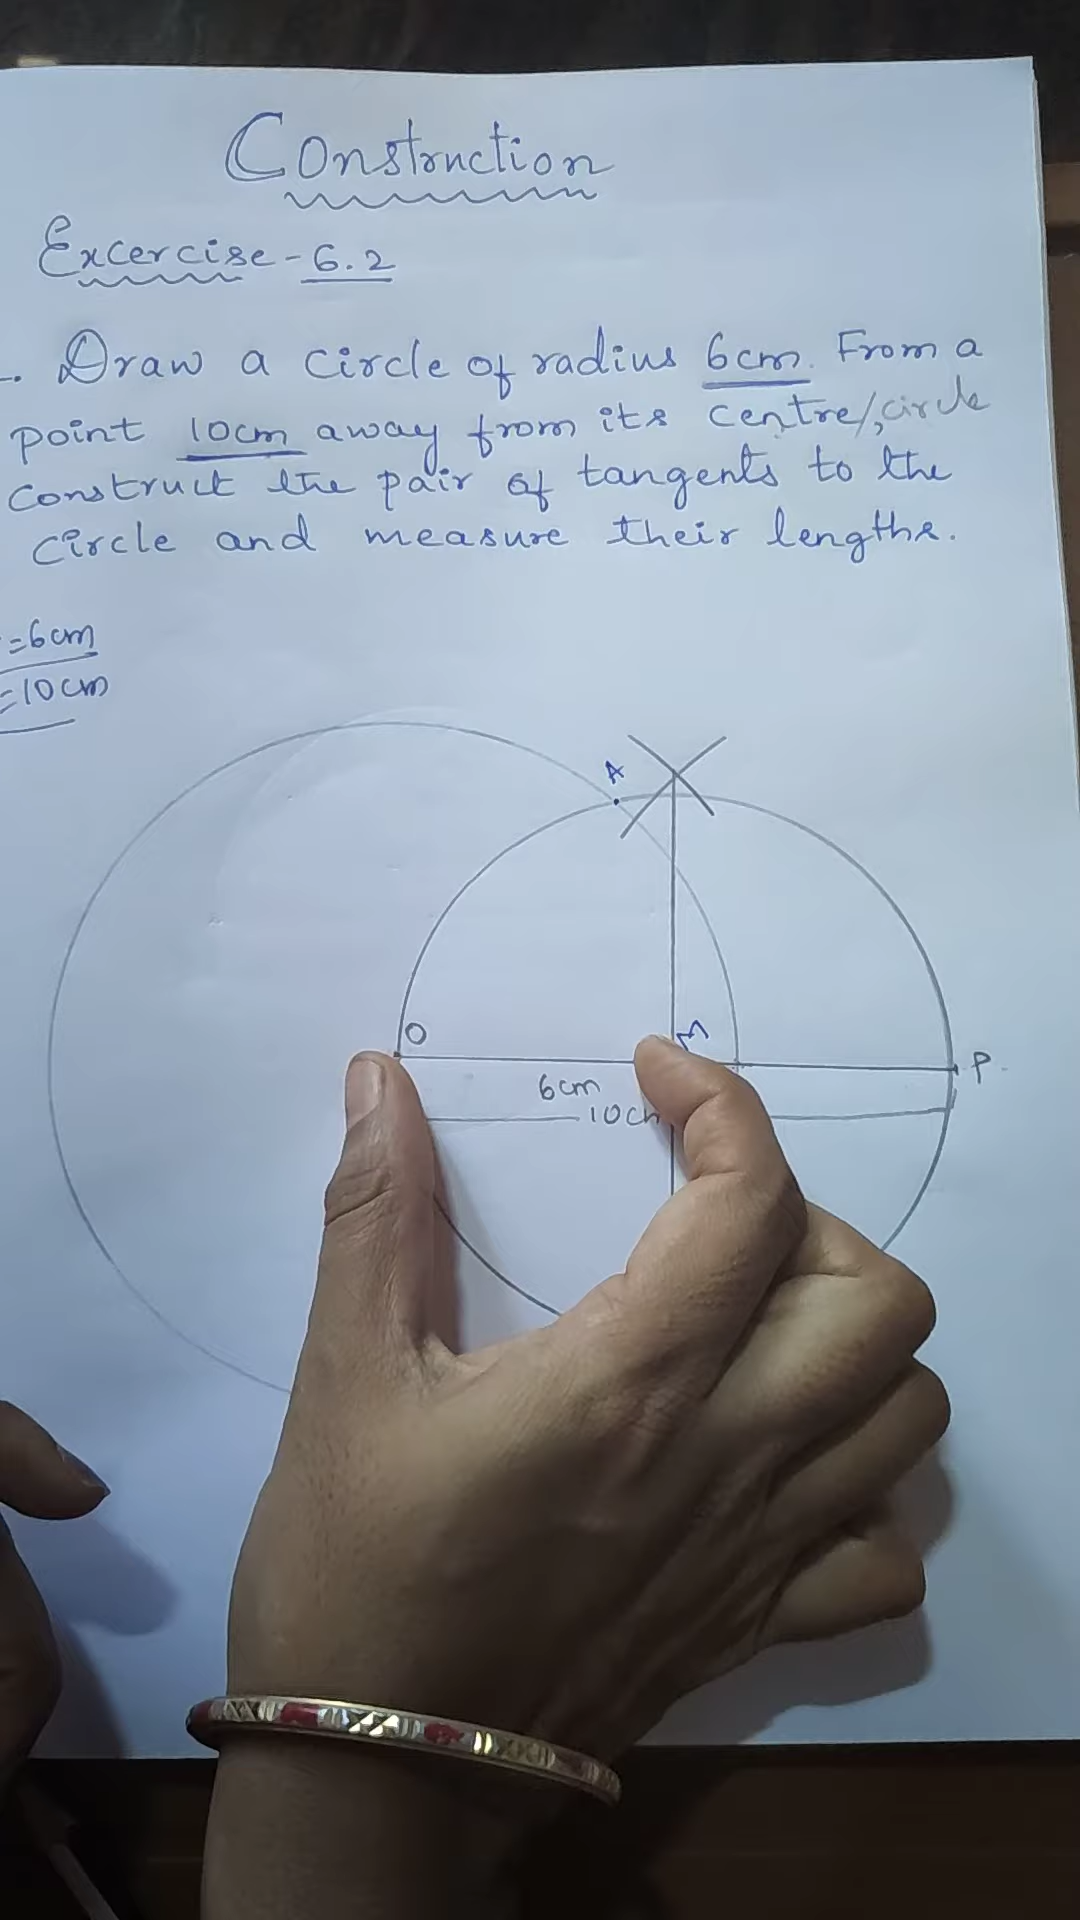 Construction
Excercise - 6.2
Draw a circle of radius 6cm. From a
point 10cm away from its centre/,circle
construct the pair of tangents to the
circle and measure their lengths.
=6cm
=10cm
A
O
M
P.
6cm